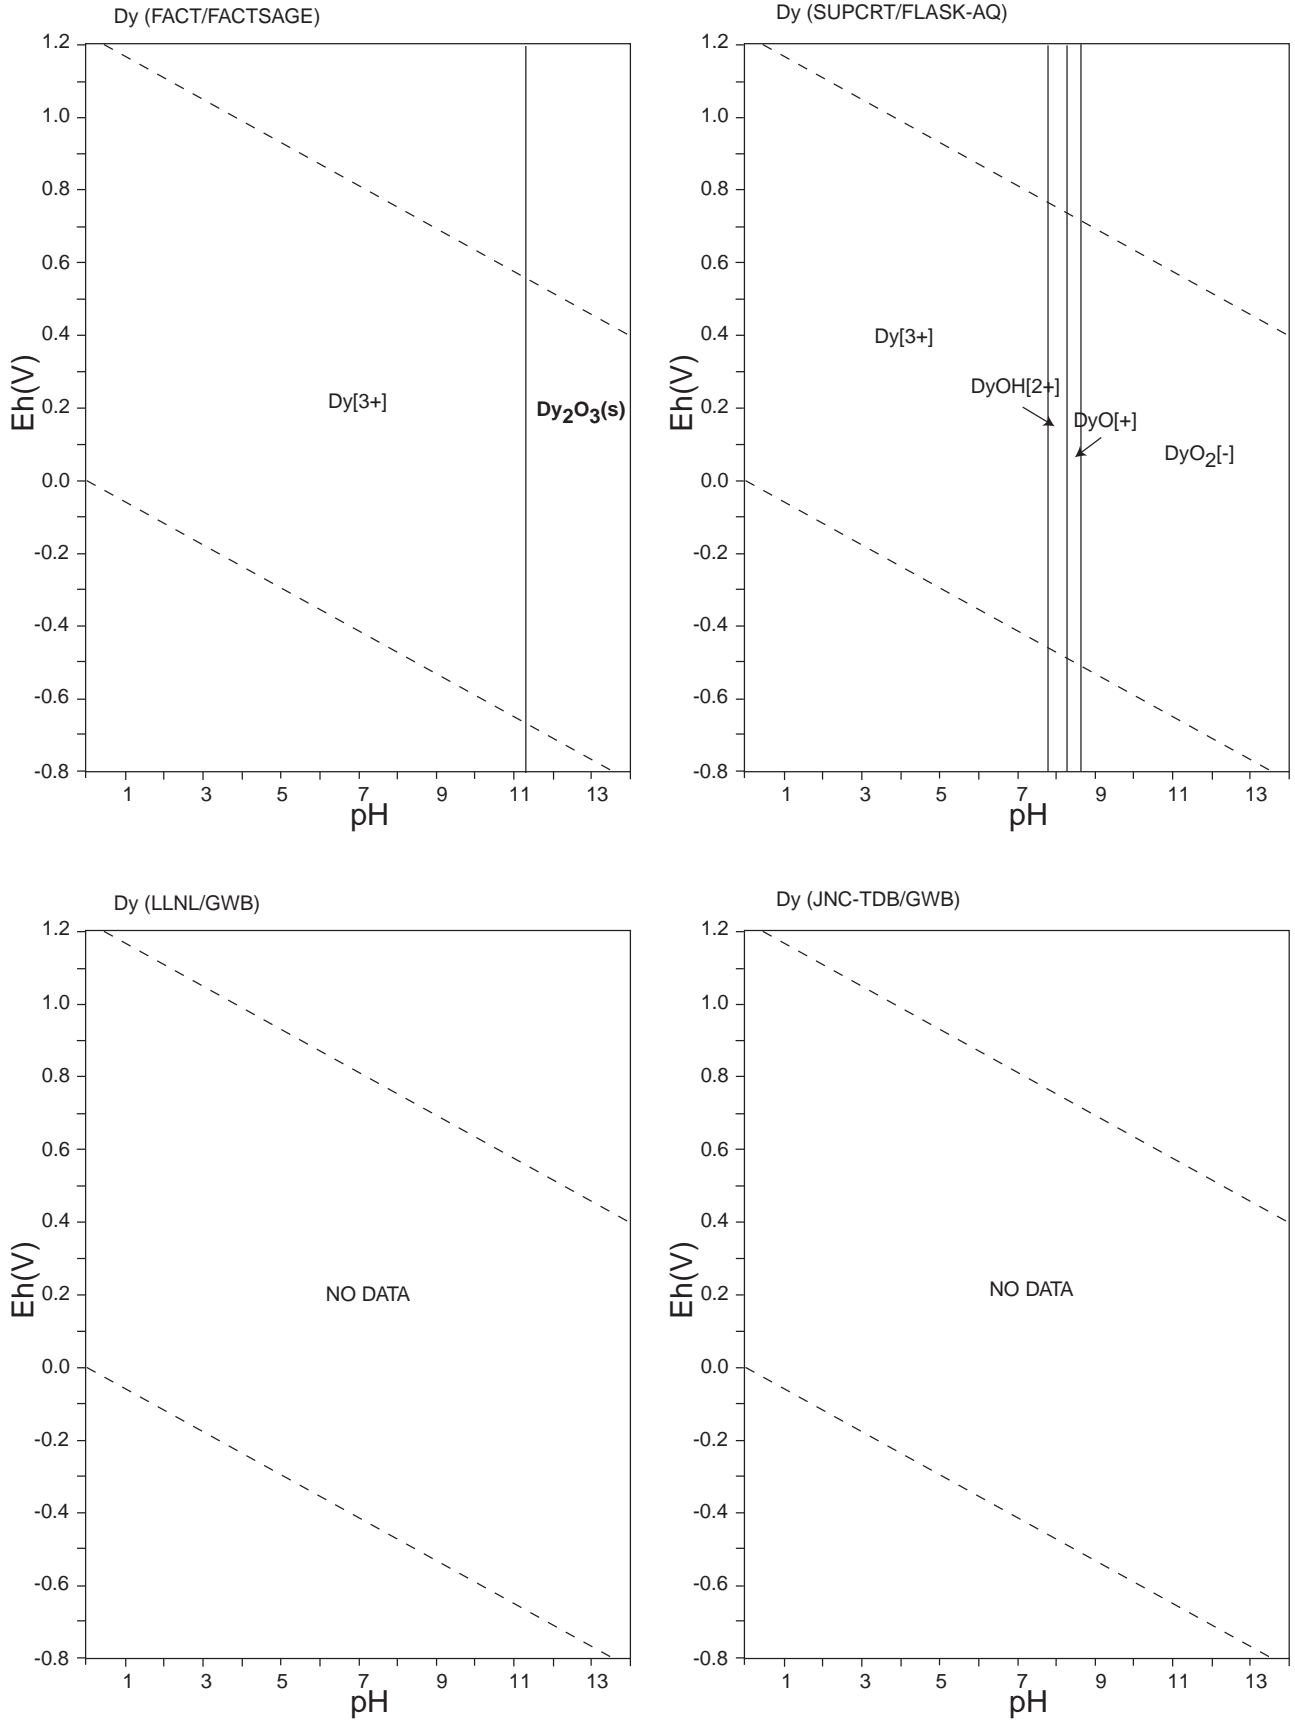 Dy (FACT/FACTSAGE)
1.2
1.0
0.8
0.6
0.4
0.2
0.0
-0.2
-0.4
-0.6
-0.8
Eh(V)
Dy[3+]
Dy2O3(s)
1 3 5 7 9 11 13
pH
Dy (SUPCRT/FLASK-AQ)
1.2
1.0
0.8
0.6
0.4
0.2
0.0
-0.2
-0.4
-0.6
-0.8
Eh(V)
Dy[3+]
DyOH[2+]
DyO[+]
DyO2[-]
1 3 5 7 9 11 13
pH
Dy (LLNL/GWB)
1.2
1.0
0.8
0.6
0.4
0.2
0.0
-0.2
-0.4
-0.6
-0.8
Eh(V)
NO DATA
1 3 5 7 9 11 13
pH
Dy (JNC-TDB/GWB)
1.2
1.0
0.8
0.6
0.4
0.2
0.0
-0.2
-0.4
-0.6
-0.8
Eh(V)
NO DATA
1 3 5 7 9 11 13
pH